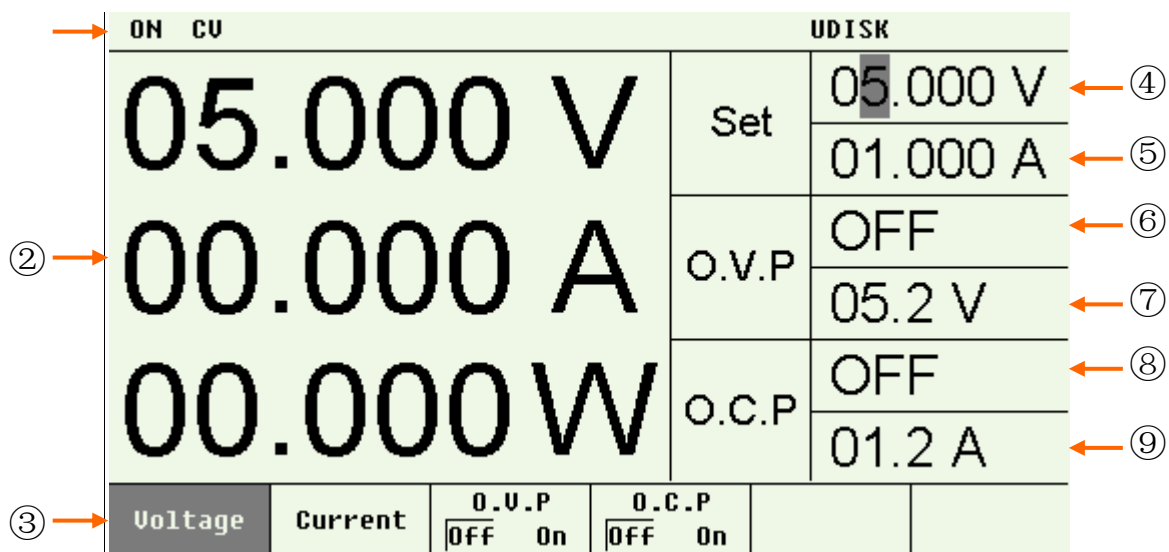 ON CV UDISK
05.000 V
Set
05.000 V
④
01.000 A
⑤
②
00.000 A
O.V.P
OFF
⑥
05.2 V
⑦
00.000 W
O.C.P
OFF
⑧
01.2 A
⑨
③
Voltage
Current
O.V.P
Off On
O.C.P
Off On